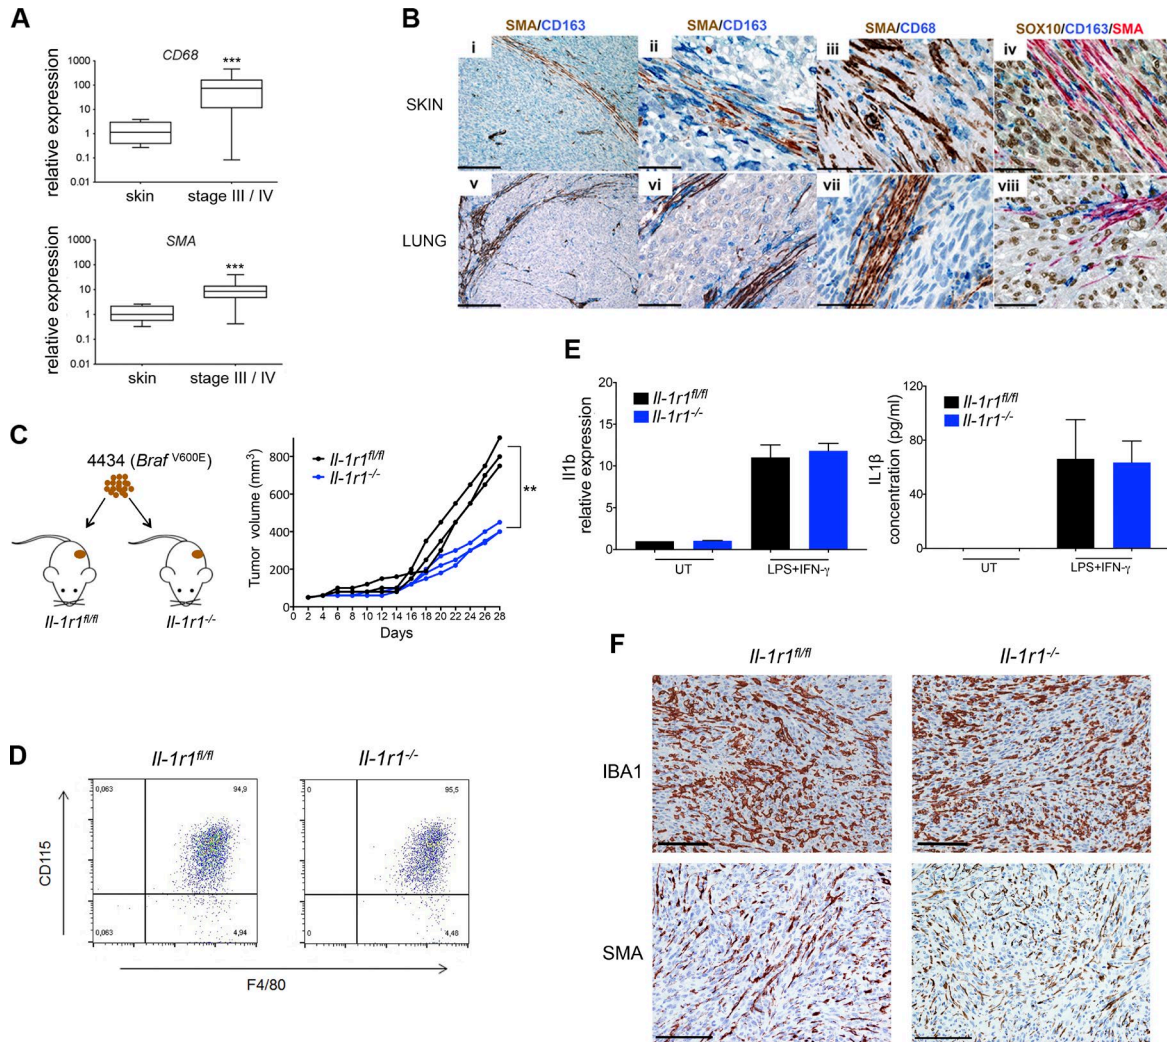 A
CD68
relative expression
1000
100
10
1
0.1
0.01
***
skin
stage III / IV
SMA
relative expression
1000
100
10
1
0.1
0.01
***
skin
stage III / IV
B
SMA/CD163
SMA/CD163
SMA/CD68
SOX10/CD163/SMA
SKIN
i
ii
iii
iv
LUNG
v
vi
vii
viii
C
4434 (Braf V600E)
Il-1r1fl/fl
Il-1r1-/-
Tumor volume (mm3)
800
600
400
200
0
Il-1r1fl/fl
Il-1r1-/-
**
0 2 4 6 8 10 12 14 16 18 20 22 24 26 28
Days
D
Il-1r1fl/fl
Il-1r1-/-
CD115
0,063
94,9
0,063
4,94
0
95,5
0
4,48
F4/80
E
Il1b
relative expression
20
15
10
5
0
Il-1r1fl/fl
Il-1r1-/-
UT
LPS+IFN-γ
IL1β
concentration (pg/ml)
120
80
40
0
Il-1r1fl/fl
Il-1r1-/-
UT
LPS+IFN-γ
F
Il-1r1fl/fl
Il-1r1-/-
IBA1
SMA